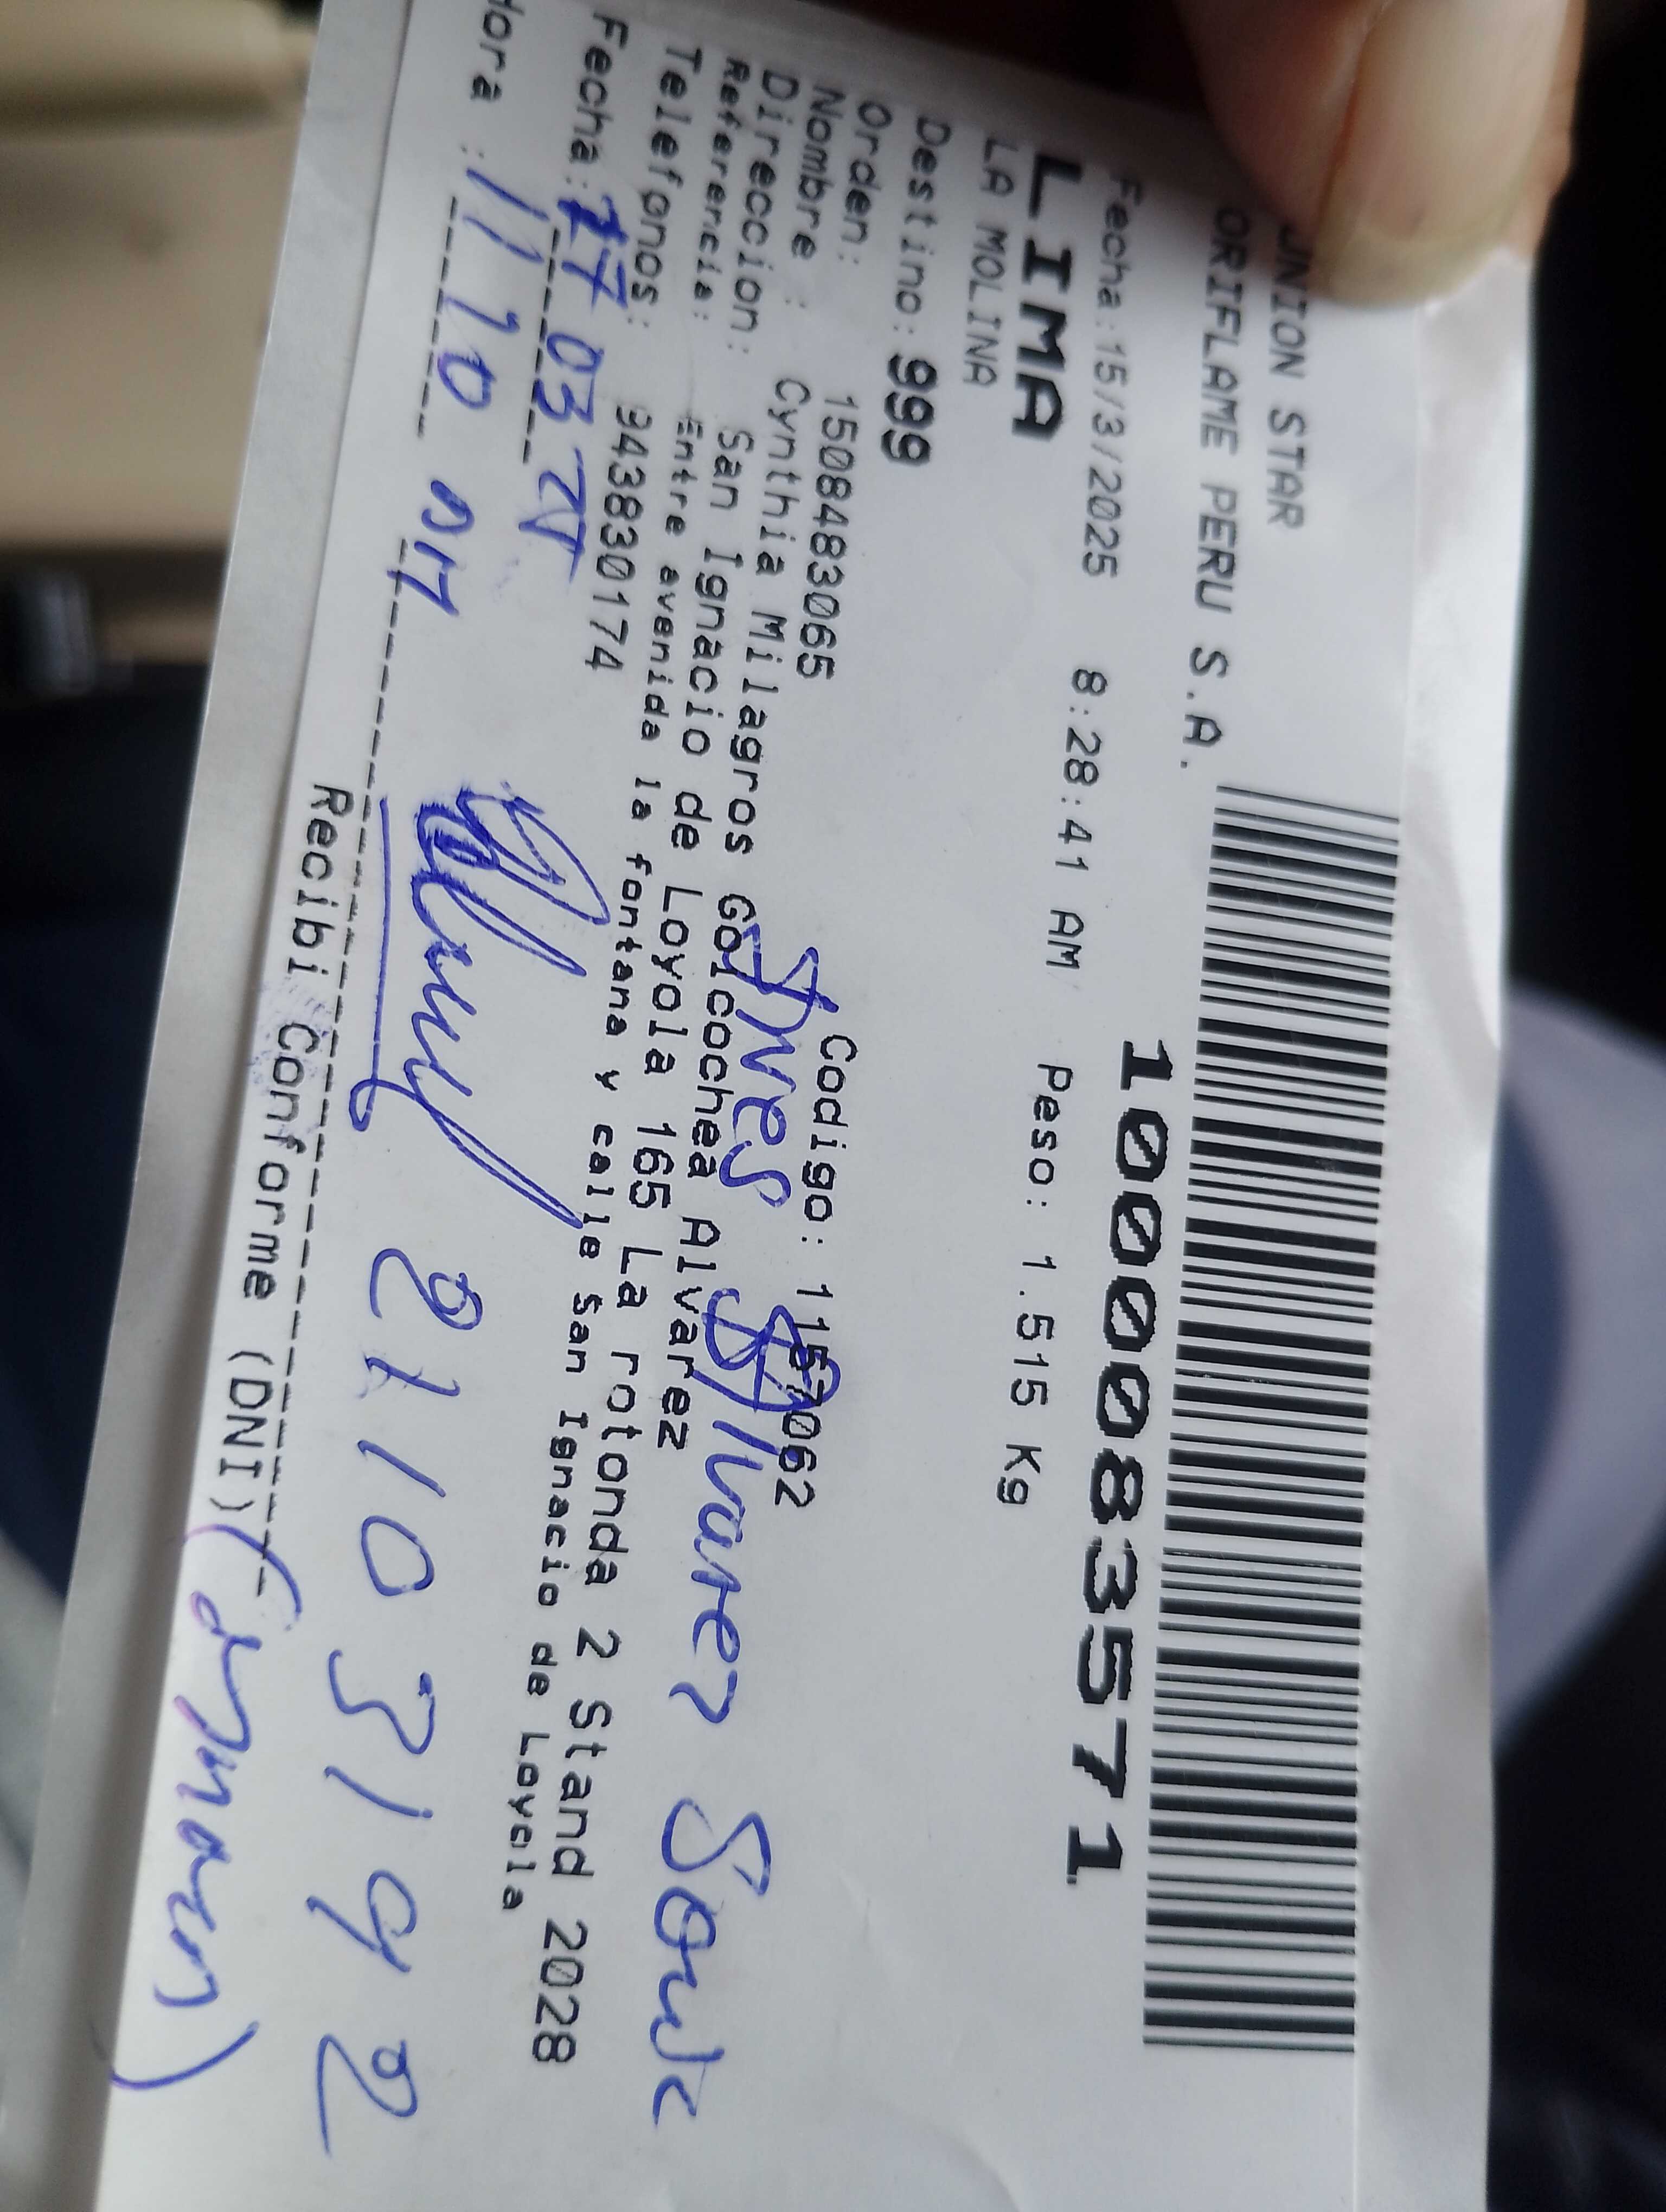 UNION STAR
ORIFLAME PERU S.A.
1000083571
Fecha:15/3/2025 8:28:41 AM Peso: 1.515 Kg
LIMA
LA MOLINA
Destino: 999
Orden: 1508483065 Codigo: 1157062
Nombre : Cynthia Milagros Goicochea Alvarez
Ynes Alvarez
Direccion: San Ignacio de Loyola 165 La rotonda 2 Stand 2028
Referencia: Entre avenida la fontana y calle San Ignacio de Loyola
Telefonos: 943830174
Fecha: 17 03 25
Hora : 11 10 AM
21103192
Recibi Conforme (DNI)